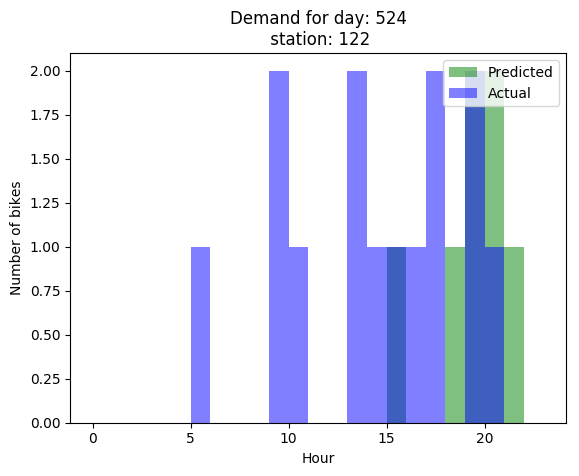 Demand for day: 524
station: 122
Predicted
Actual
Number of bikes
2.00
1.75
1.50
1.25
1.00
0.75
0.50
0.25
0.00
0 5 10 15 20
Hour